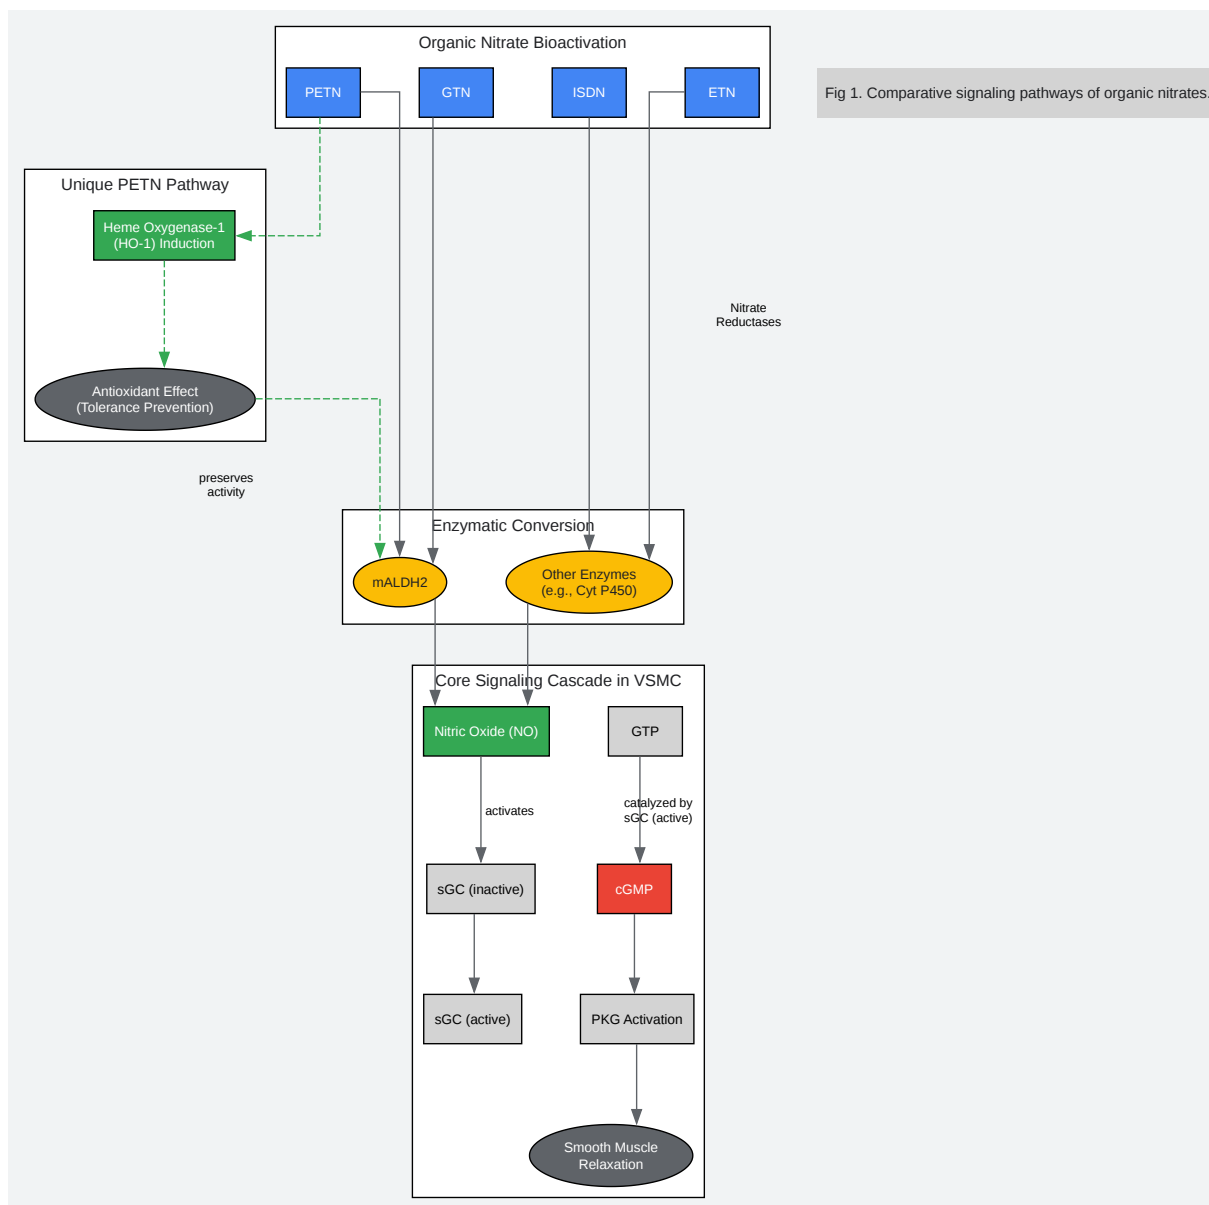 Organic Nitrate Bioactivation
PETN
GTN
ISDN
ETN
Fig 1. Comparative signaling pathways of organic nitrates.
Unique PETN Pathway
Heme Oxygenase-1
(HO-1) Induction
Nitrate
Reductases
Antioxidant Effect
(Tolerance Prevention)
preserves
activity
Enzymatic Conversion
mALDH2
Other Enzymes
(e.g., Cyt P450)
Core Signaling Cascade in VSMC
Nitric Oxide (NO)
GTP
activates
catalyzed by
sGC (active)
sGC (inactive)
cGMP
sGC (active)
PKG Activation
Smooth Muscle
Relaxation